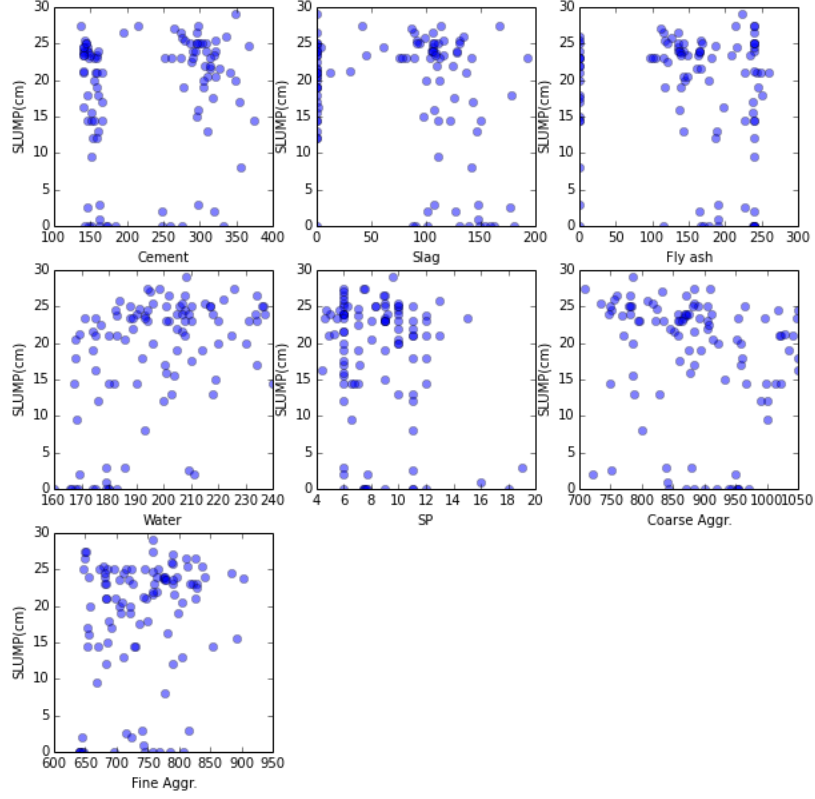 30
25
20
15
10
5
0
SLUMP(cm)
100 150 200 250 300 350 400
Cement
30
25
20
15
10
5
0
SLUMP(cm)
0 50 100 150 200
Slag
30
25
20
15
10
5
0
SLUMP(cm)
0 50 100 150 200 250 300
Fly ash
30
25
20
15
10
5
0
SLUMP(cm)
160 170 180 190 200 210 220 230 240
Water
30
25
20
15
10
5
0
SLUMP(cm)
4 6 8 10 12 14 16 18 20
SP
30
25
20
15
10
5
0
SLUMP(cm)
700 750 800 850 900 950 1000 1050
Coarse Aggr.
30
25
20
15
10
5
0
SLUMP(cm)
600 650 700 750 800 850 900 950
Fine Aggr.